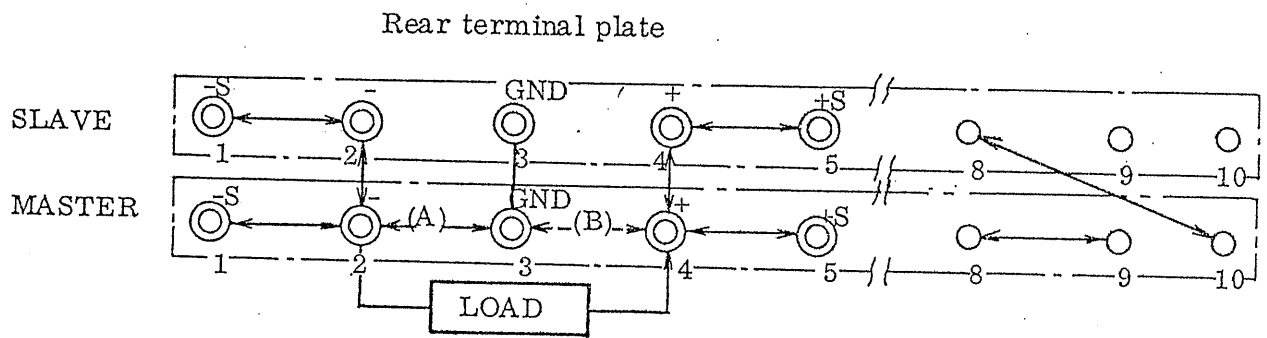 Rear terminal plate
-S - GND + +S
SLAVE
1 2 3 4 5 8 9 10
-S - GND + +S
MASTER (A) (B)
1 2 3 4 5 8 9 10
LOAD